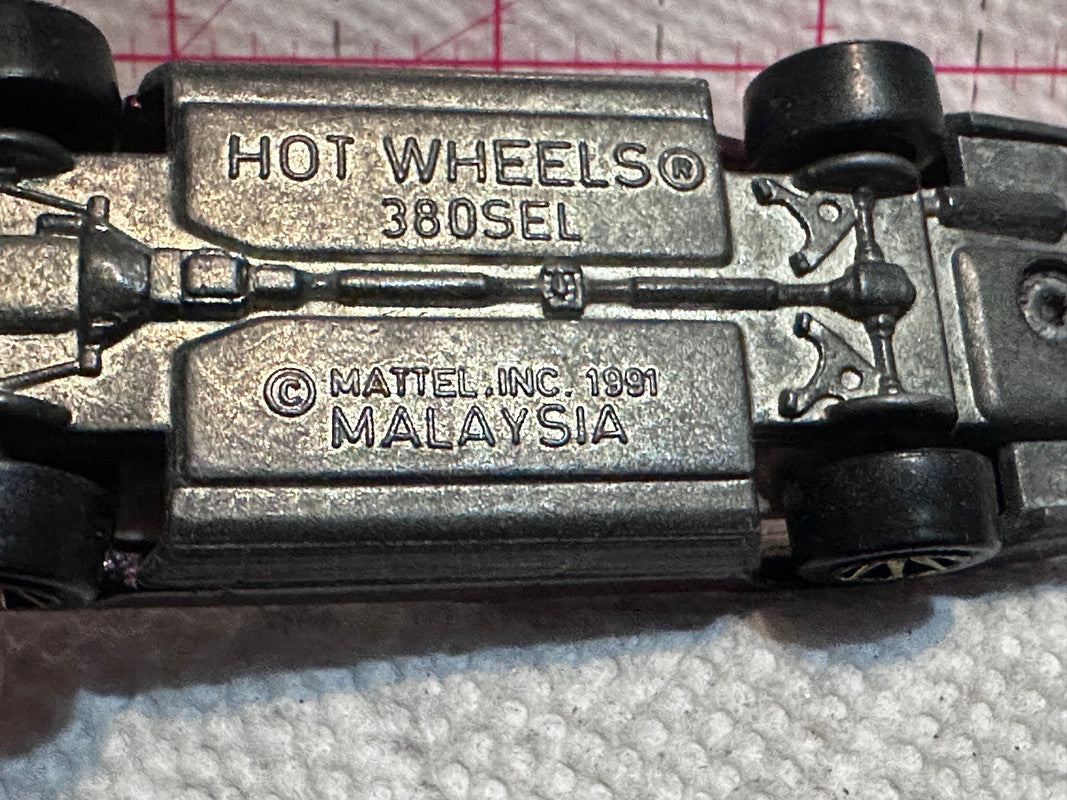 HOT WHEELS®
380SEL
© MATTEL, INC. 1991
MALAYSIA